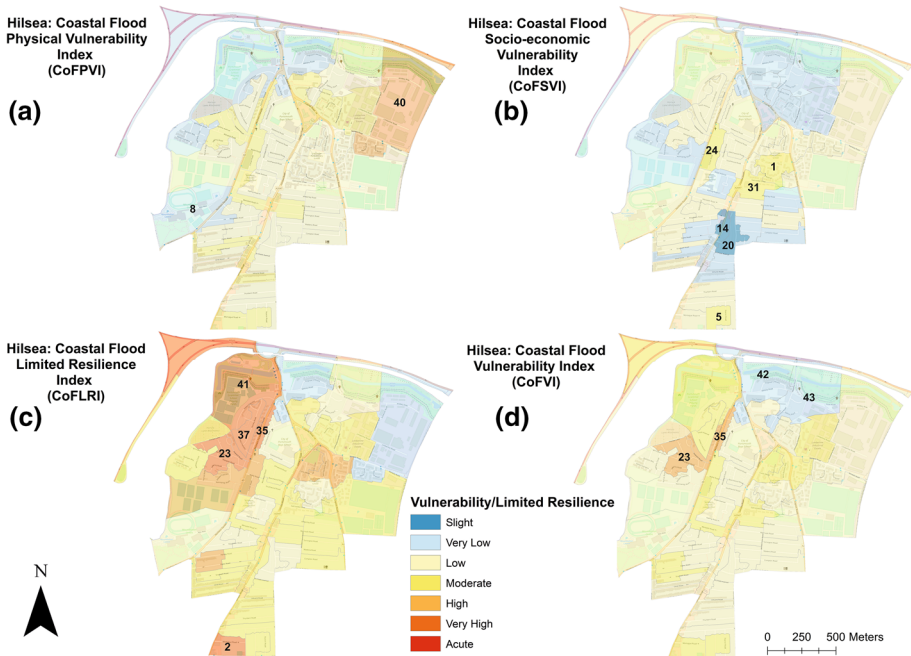 Hilsea: Coastal Flood
Physical Vulnerability
Index
(CoFPVI)
(a)
40
8
Hilsea: Coastal Flood
Socio-economic
Vulnerability
Index
(CoFSVI)
(b)
24
1
31
14
20
5
Hilsea: Coastal Flood
Limited Resilience
Index
(CoFLRI)
(c)
41
37
35
23
2
Hilsea: Coastal Flood
Vulnerability Index
(CoFVI)
(d)
42
43
35
23
Vulnerability/Limited Resilience
Slight
Very Low
Low
Moderate
High
Very High
Acute
N
0 250 500 Meters